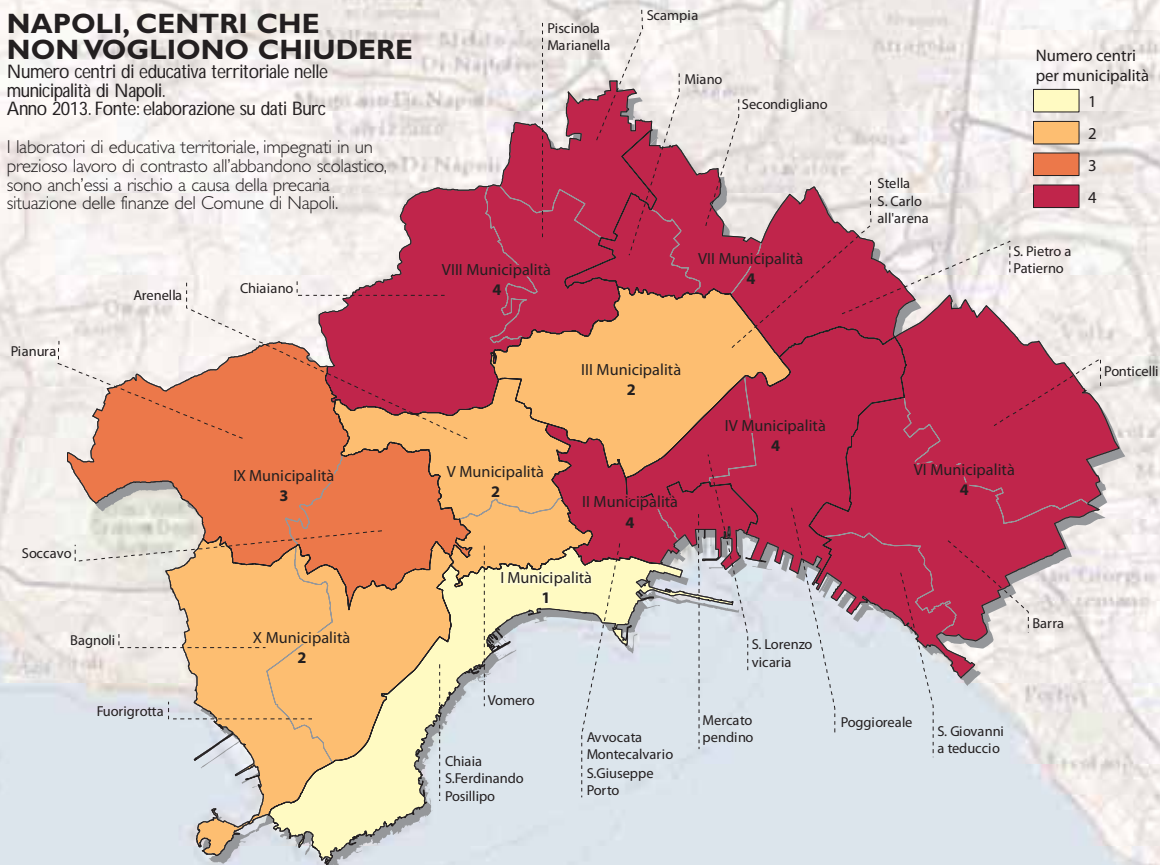 NAPOLI, CENTRI CHE
NON VOGLIONO CHIUDERE
Numero centri di educativa territoriale nelle
municipalità di Napoli.
Anno 2013. Fonte: elaborazione su dati Burc
I laboratori di educativa territoriale, impegnati in un
prezioso lavoro di contrasto all'abbandono scolastico,
sono anch'essi a rischio a causa della precaria
situazione delle finanze del Comune di Napoli.
Numero centri
per municipalità
1
2
3
4
Piscinola
Marianella
Scampia
Miano
Secondigliano
Stella
S. Carlo
all'arena
S. Pietro a
Patierno
Ponticelli
Arenella
Chiaiano
Pianura
Soccavo
Bagnoli
Fuorigrotta
VIII Municipalità
4
VII Municipalità
4
III Municipalità
2
IV Municipalità
4
VI Municipalità
4
IX Municipalità
3
V Municipalità
2
II Municipalità
4
I Municipalità
1
X Municipalità
2
Barra
S. Lorenzo
vicaria
Vomero
Mercato
pendino
Poggioreale
S. Giovanni
a teduccio
Avvocata
Montecalvario
S.Giuseppe
Porto
Chiaia
S.Ferdinando
Posillipo